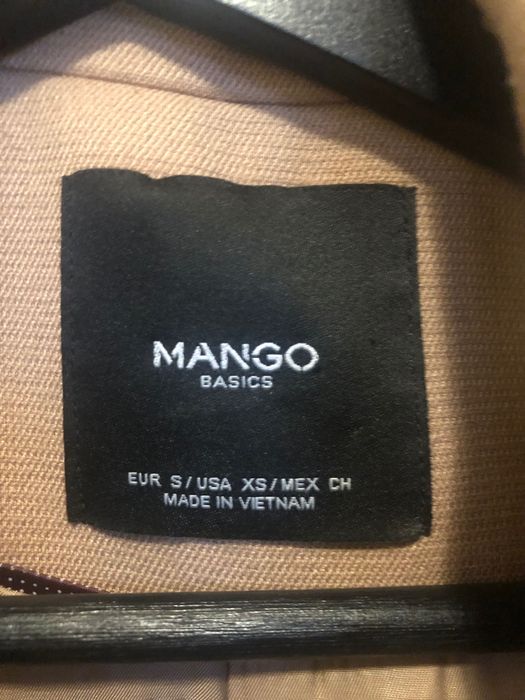 MANGO
BASICS
EUR S/USA XS/MEX CH
MADE IN VIETNAM